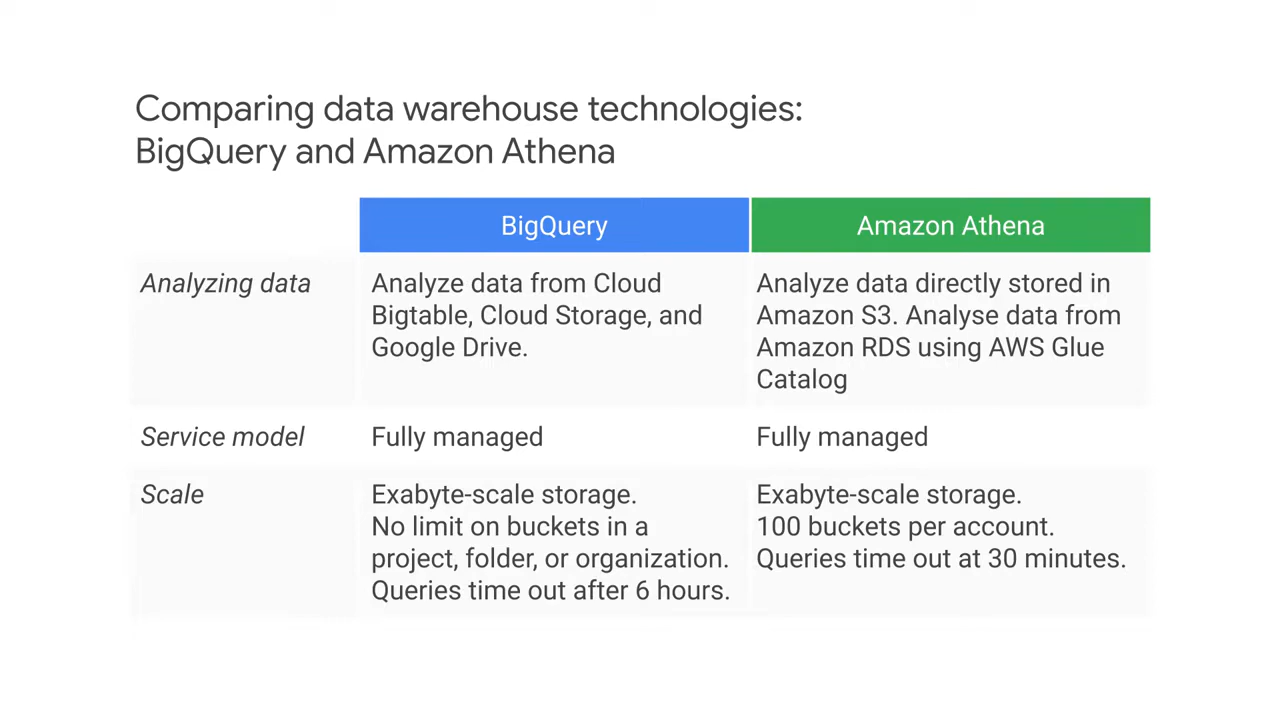 Comparing data warehouse technologies:
BigQuery and Amazon Athena
BigQuery
Amazon Athena
Analyzing data
Analyze data from Cloud
Bigtable, Cloud Storage, and
Google Drive.
Analyze data directly stored in
Amazon S3. Analyse data from
Amazon RDS using AWS Glue
Catalog
Service model
Fully managed
Fully managed
Scale
Exabyte-scale storage.
No limit on buckets in a
project, folder, or organization.
Queries time out after 6 hours.
Exabyte-scale storage.
100 buckets per account.
Queries time out at 30 minutes.